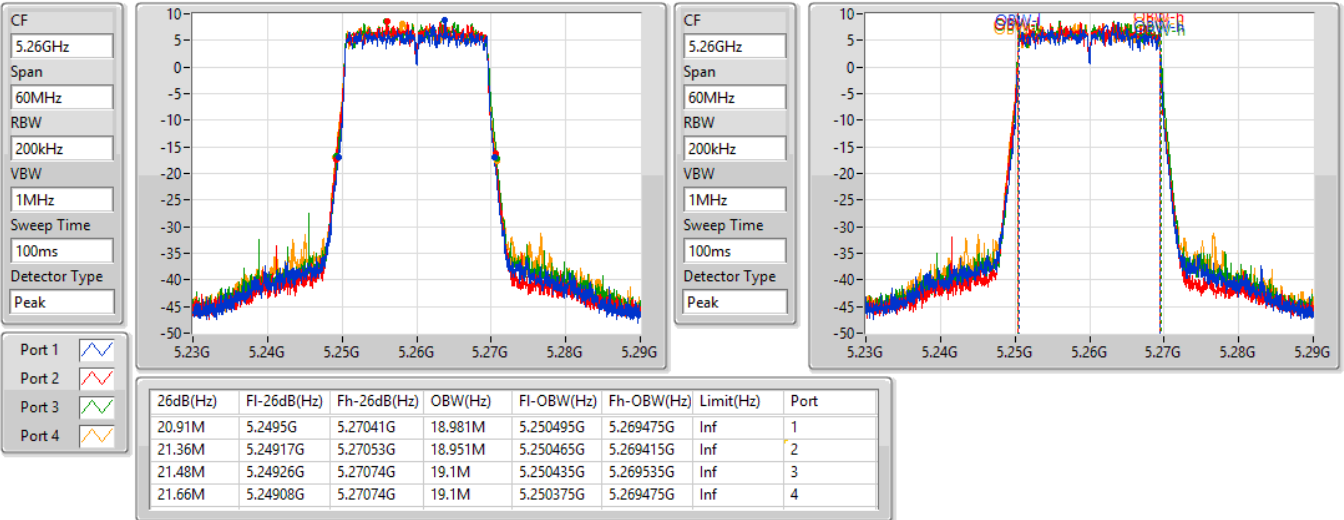 CF
5.26GHz
Span
60MHz
RBW
200kHz
VBW
1MHz
Sweep Time
100ms
Detector Type
Peak
10
5
0
-5
-10
-15
-20
-25
-30
-35
-40
-45
-50
5.23G 5.24G 5.25G 5.26G 5.27G 5.28G 5.29G
CF
5.26GHz
Span
60MHz
RBW
200kHz
VBW
1MHz
Sweep Time
100ms
Detector Type
Peak
10
5
0
-5
-10
-15
-20
-25
-30
-35
-40
-45
-50
OBW-l OBW-h
5.23G 5.24G 5.25G 5.26G 5.27G 5.28G 5.29G
Port 1
Port 2
Port 3
Port 4
26dB(Hz) Fl-26dB(Hz) Fh-26dB(Hz) OBW(Hz) Fl-OBW(Hz) Fh-OBW(Hz) Limit(Hz) Port
20.91M 5.2495G 5.27041G 18.981M 5.250495G 5.269475G Inf 1
21.36M 5.24917G 5.27053G 18.951M 5.250465G 5.269415G Inf 2
21.48M 5.24926G 5.27074G 19.1M 5.250435G 5.269535G Inf 3
21.66M 5.24908G 5.27074G 19.1M 5.250375G 5.269475G Inf 4